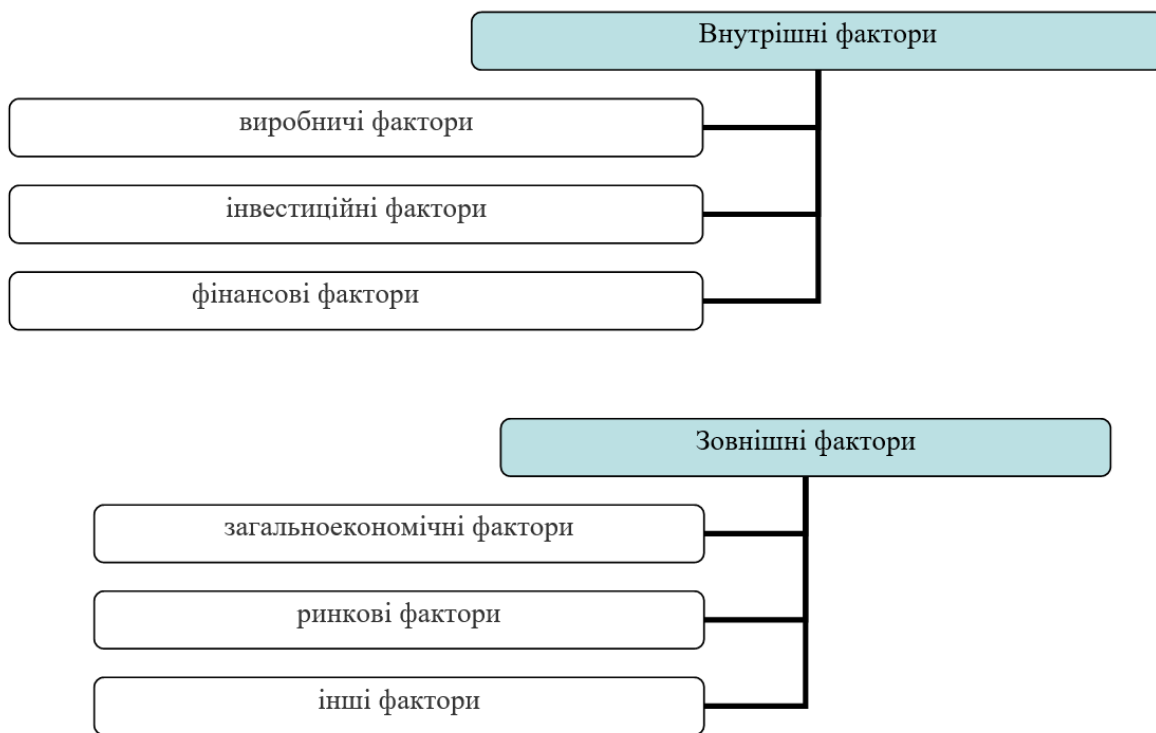 Внутрішні фактори
виробничі фактори
інвестиційні фактори
фінансові фактори
Зовнішні фактори
загальноекономічні фактори
ринкові фактори
інші фактори